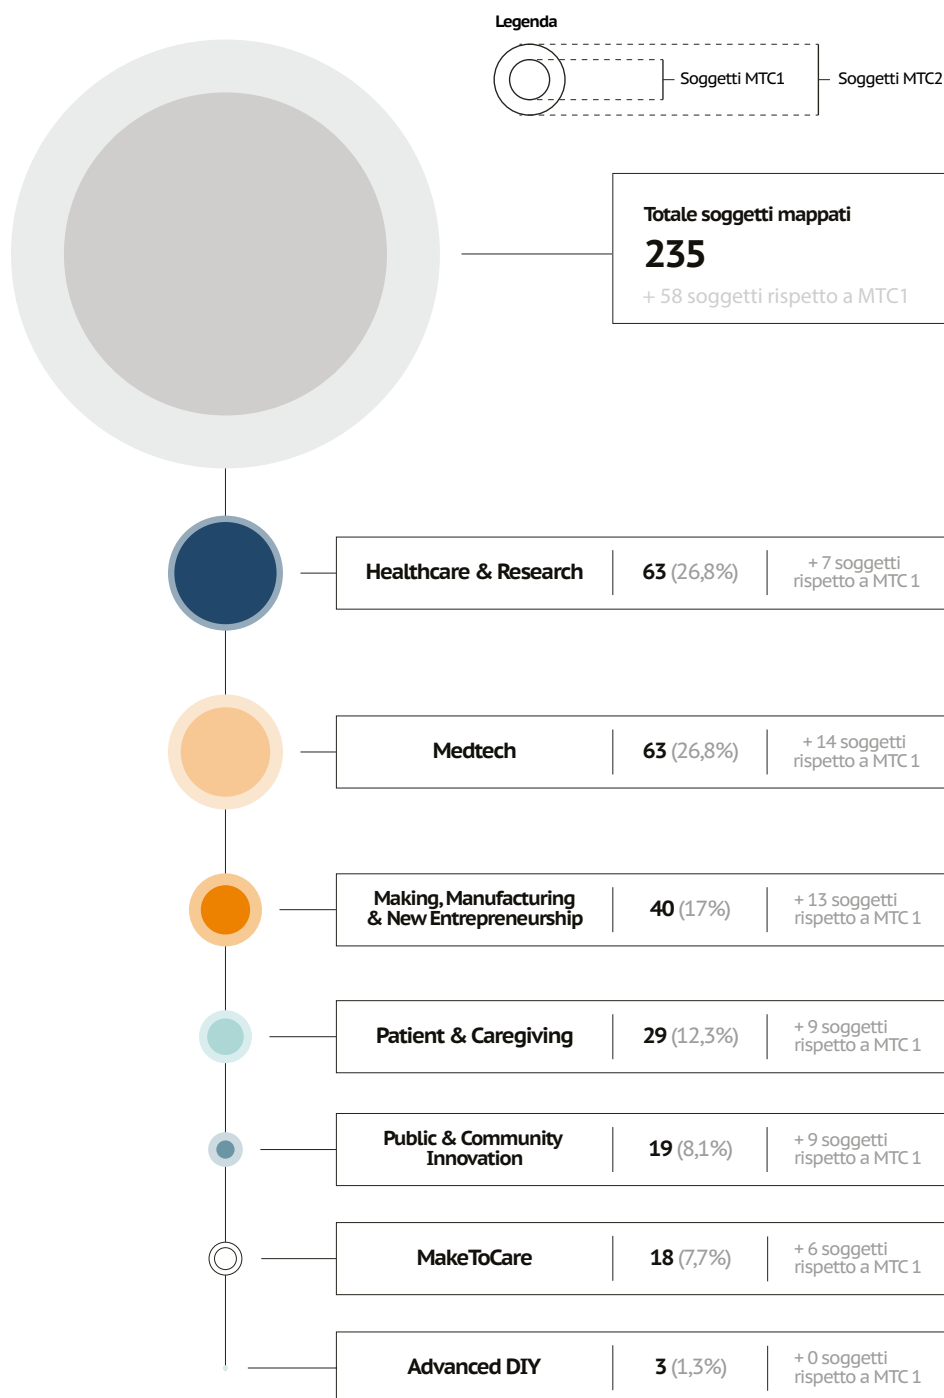 Legenda
Soggetti MTC1
Soggetti MTC2
Totale soggetti mappati
235
+ 58 soggetti rispetto a MTC1
Healthcare & Research
63 (26,8%)
+ 7 soggetti
rispetto a MTC 1
Medtech
63 (26,8%)
+ 14 soggetti
rispetto a MTC 1
Making, Manufacturing
& New Entrepreneurship
40 (17%)
+ 13 soggetti
rispetto a MTC 1
Patient & Caregiving
29 (12,3%)
+ 9 soggetti
rispetto a MTC 1
Public & Community
Innovation
19 (8,1%)
+ 9 soggetti
rispetto a MTC 1
MakeToCare
18 (7,7%)
+ 6 soggetti
rispetto a MTC 1
Advanced DIY
3 (1,3%)
+ 0 soggetti
rispetto a MTC 1